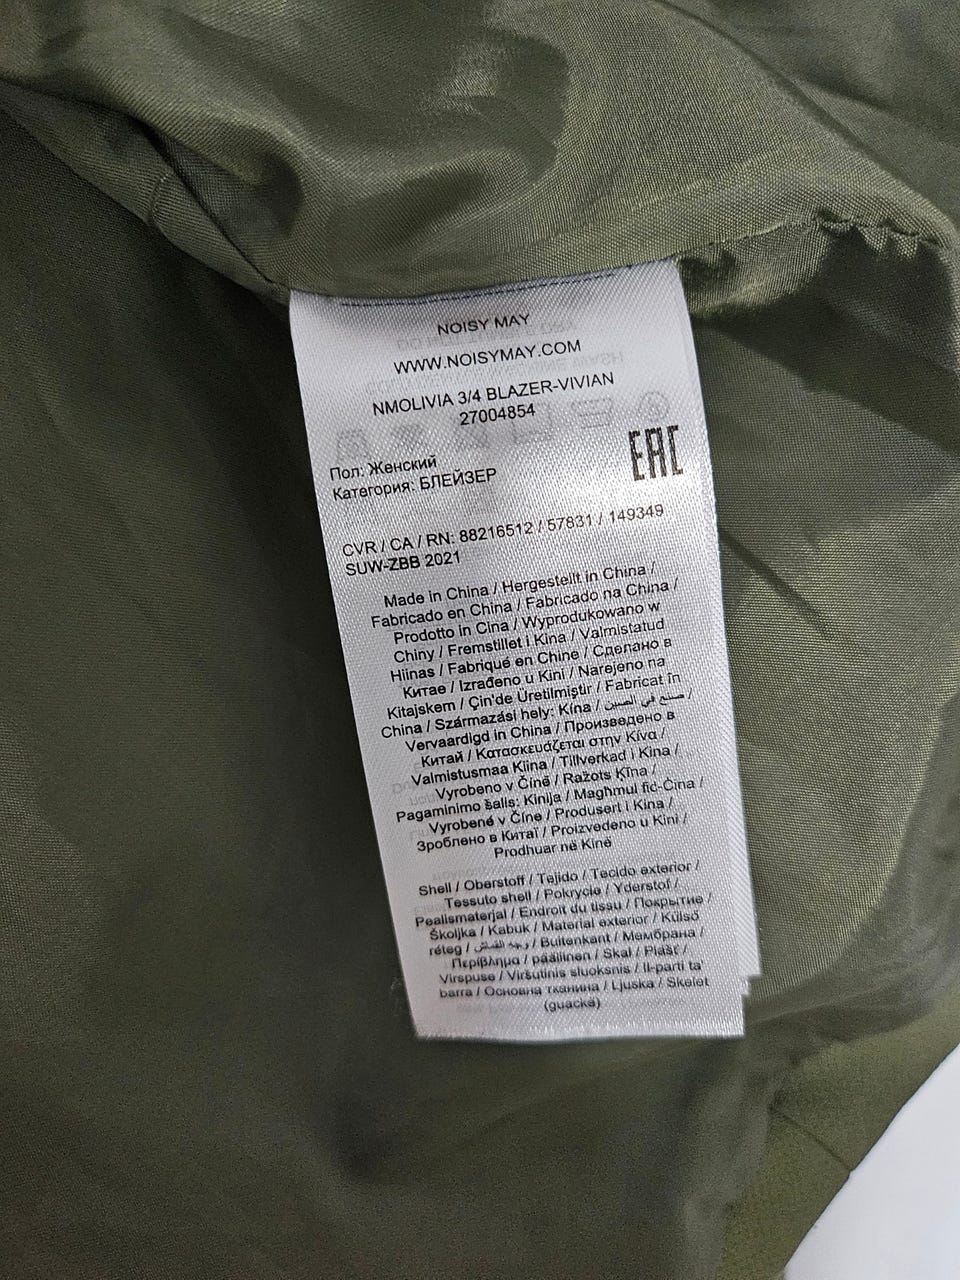 NOISY MAY
WWW.NOISYMAY.COM
NMOLIVIA 3/4 BLAZER-VIVIAN
27004854
EAC
Пол: Женский
Категория: БЛЕЙЗЕР
CVR / CA / RN: 88216512 / 57831 / 149349
SUW-ZBB 2021
Made in China / Hergestellt in China /
Fabricado en China / Fabricado na China /
Prodotto in Cina / Wyprodukowano w
Chiny / Fremstillet i Kina / Valmistatud
Hiinas / Fabriqué en Chine / Сделано в
Китае / Izrađeno u Kini / Narejeno na
Kitajskem / Çin'de Üretilmiştir / Fabricat în
China / Származási hely: Kína / صنع في الصين /
Vervaardigd in China / Произведено в
Китай / Κατασκευάζεται στην Κίνα /
Valmistusmaa Kiina / Tillverkad i Kina /
Vyrobeno v Číně / Ražots Ķīna /
Pagaminimo šalis: Kinija / Magħmul fiċ-Ċina /
Vyrobené v Číne / Produsert i Kina /
Зроблено в Китаї / Proizvedeno u Kini /
Prodhuar në Kinë
Shell / Oberstoff / Tejido / Tecido exterior /
Tessuto shell / Pokrycie / Yderstof /
Pealismaterjal / Endroit du tissu / Покрытие /
Školjka / Kabuk / Material exterior / Külső
réteg / وجه القماش / Buitenkant / Мембрана /
Περίβλημα / päällinen / Skal / Plášť /
Virspuse / Viršutinis sluoksnis / Il-parti ta'
barra / Основна тканина / Ljuska / Skelet
(guackë)